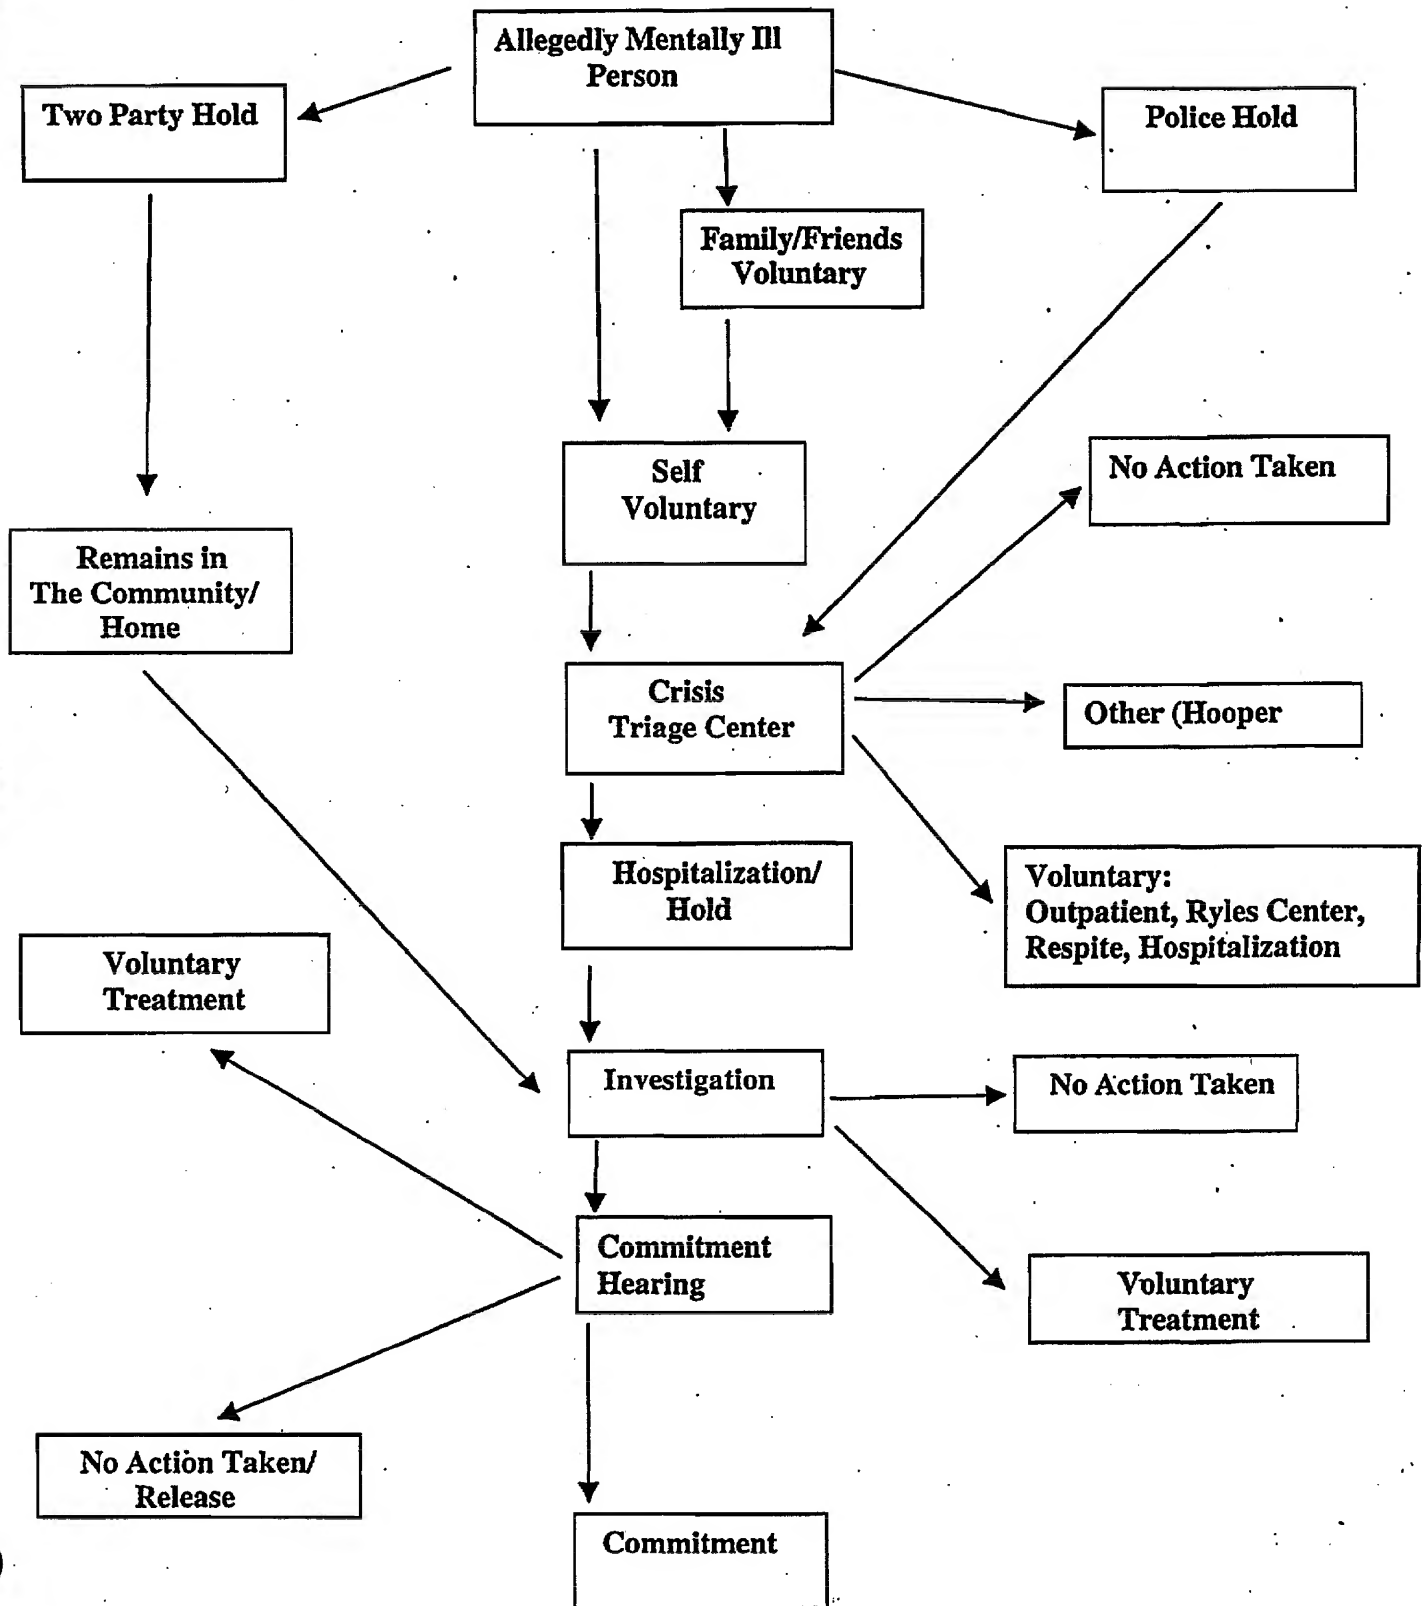 Allegedly Mentally Ill
Person
Two Party Hold
Police Hold
Family/Friends
Voluntary
Self
Voluntary
No Action Taken
Remains in
The Community/
Home
Crisis
Triage Center
Other (Hooper
Hospitalization/
Hold
Voluntary:
Outpatient, Ryles Center,
Respite, Hospitalization
Voluntary
Treatment
Investigation
No Action Taken
Commitment
Hearing
Voluntary
Treatment
No Action Taken/
Release
Commitment